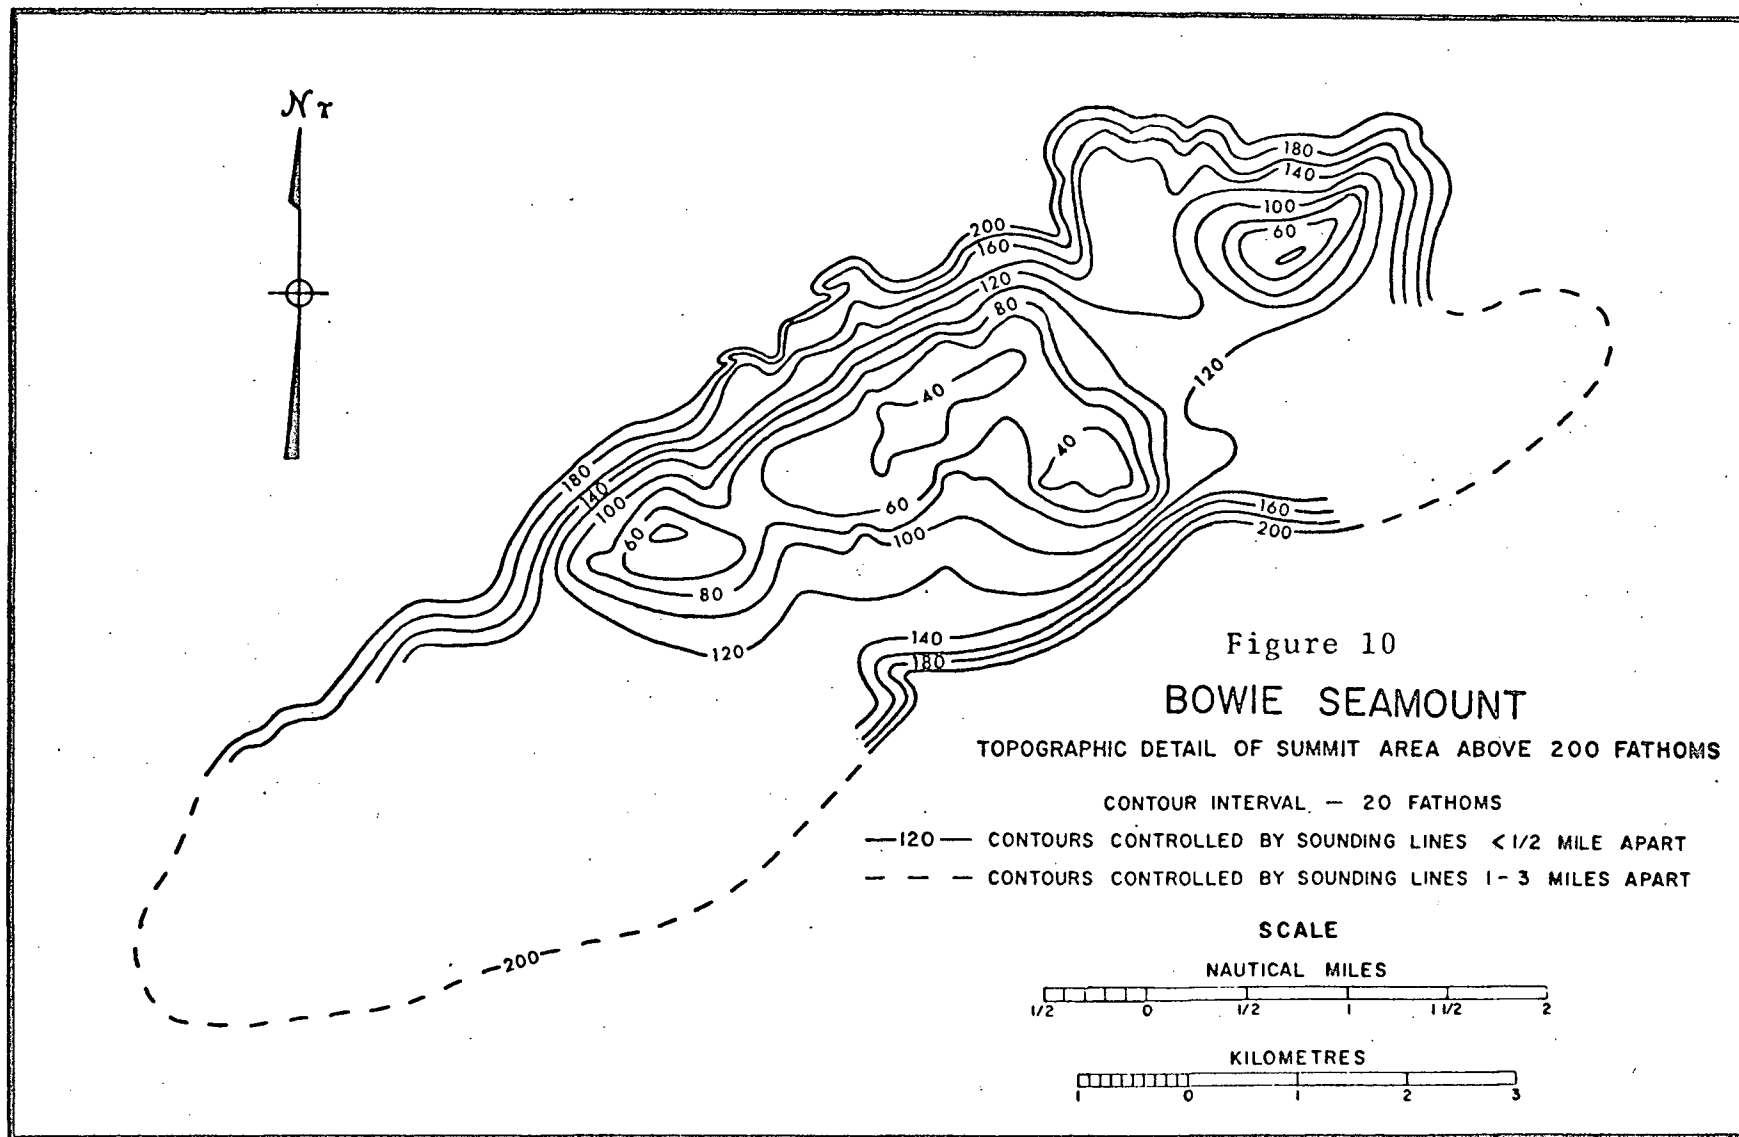 N T
180
140
100
60
200
160
120
80
40
120
40
180
140
100
60
60
100
80
160
200
120
140
180
200
Figure 10
BOWIE SEAMOUNT
TOPOGRAPHIC DETAIL OF SUMMIT AREA ABOVE 200 FATHOMS
CONTOUR INTERVAL — 20 FATHOMS
—120— CONTOURS CONTROLLED BY SOUNDING LINES < 1/2 MILE APART
— — — CONTOURS CONTROLLED BY SOUNDING LINES 1 - 3 MILES APART
SCALE
NAUTICAL MILES
1/2 0 1/2 1 1 1/2 2
KILOMETRES
1 0 1 2 3